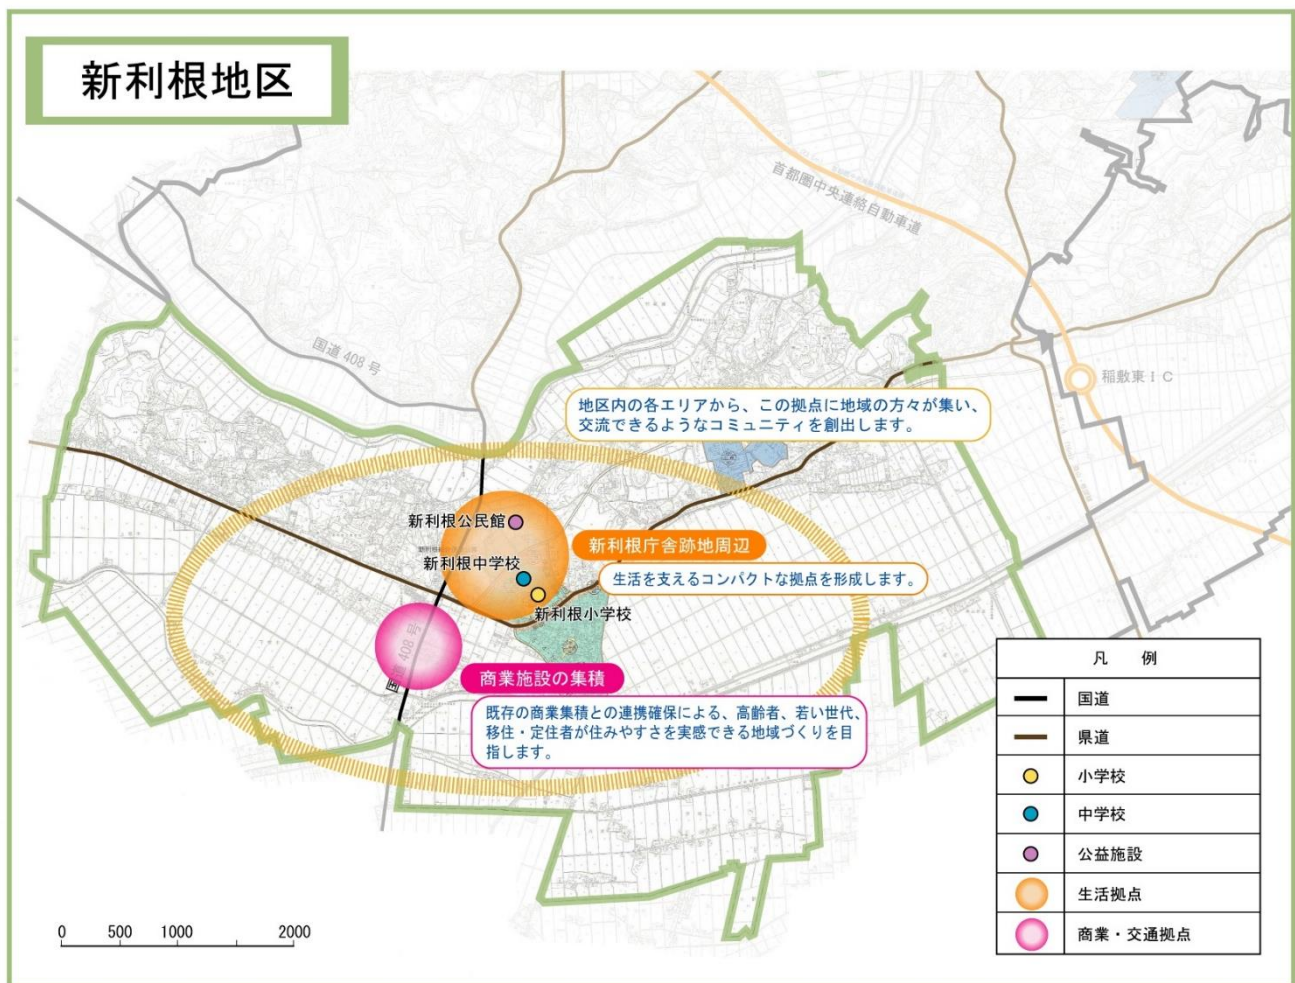 新利根地区
首都圏中央連絡自動車道
国道 408 号
稲敷東ＩＣ
地区内の各エリアから、この拠点に地域の方々が集い、
交流できるようなコミュニティを創出します。
新利根公民館
新利根庁舎跡地周辺
新利根中学校
生活を支えるコンパクトな拠点を形成します。
新利根小学校
国道 408 号
商業施設の集積
既存の商業集積との連携確保による、高齢者、若い世代、
移住・定住者が住みやすさを実感できる地域づくりを目
指します。
凡 例
国道
県道
小学校
中学校
公益施設
生活拠点
商業・交通拠点
0 500 1000 2000